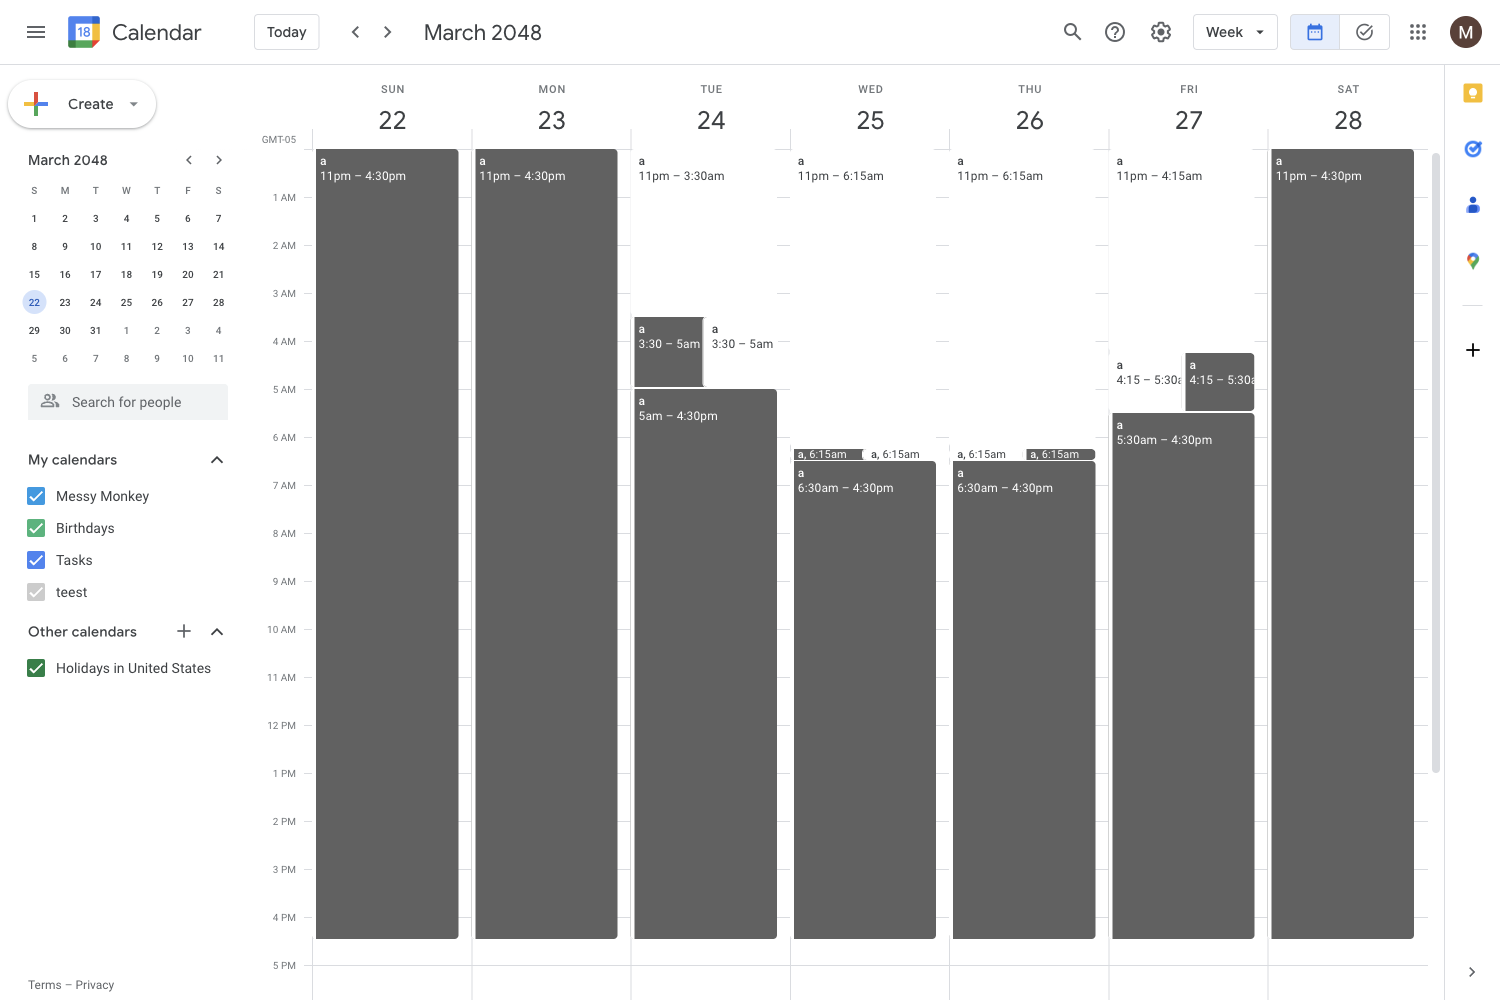 18 Calendar Today March 2048 Week M
Create
March 2048
S M T W T F S
1 2 3 4 5 6 7
8 9 10 11 12 13 14
15 16 17 18 19 20 21
22 23 24 25 26 27 28
29 30 31 1 2 3 4
5 6 7 8 9 10 11
Search for people
My calendars
Messy Monkey
Birthdays
Tasks
teest
Other calendars
Holidays in United States
Terms – Privacy
SUN MON TUE WED THU FRI SAT
22 23 24 25 26 27 28
GMT-05
1 AM
2 AM
3 AM
4 AM
5 AM
6 AM
7 AM
8 AM
9 AM
10 AM
11 AM
12 PM
1 PM
2 PM
3 PM
4 PM
5 PM
a
11pm – 4:30pm
a
11pm – 4:30pm
a
11pm – 3:30am
a
3:30 – 5am
a
3:30 – 5am
a
5am – 4:30pm
a
11pm – 6:15am
a, 6:15am
a, 6:15am
a
6:30am – 4:30pm
a
11pm – 6:15am
a, 6:15am
a, 6:15am
a
6:30am – 4:30pm
a
11pm – 4:15am
a
4:15 – 5:30a
a
4:15 – 5:30a
a
5:30am – 4:30pm
a
11pm – 4:30pm